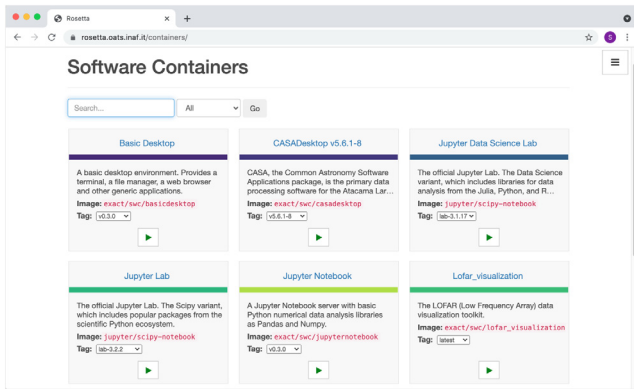 Rosetta
rosetta.oats.inaf.it/containers/
S
Software Containers
Search...
All
Go
Basic Desktop
A basic desktop environment. Provides a
terminal, a file manager, a web browser
and other generic applications.
Image: exact/swc/basicdesktop
Tag: v0.3.0
CASADesktop v5.6.1-8
CASA, the Common Astronomy Software
Applications package, is the primary data
processing software for the Atacama Lar...
Image: exact/swc/casadesktop
Tag: v5.6.1-8
Jupyter Data Science Lab
The official Jupyter Lab. The Data Science
variant, which includes libraries for data
analysis from the Julia, Python, and R...
Image: jupyter/scipy-notebook
Tag: lab-3.1.17
Jupyter Lab
The official Jupyter Lab. The Scipy variant,
which includes popular packages from the
scientific Python ecosystem.
Image: jupyter/scipy-notebook
Tag: lab-3.2.2
Jupyter Notebook
A Jupyter Notebook server with basic
Python numerical data analysis libraries
as Pandas and Numpy.
Image: exact/swc/jupyternotebook
Tag: v0.3.0
Lofar_visualization
The LOFAR (Low Frequency Array) data
visualization toolkit.
Image: exact/swc/lofar_visualization
Tag: latest